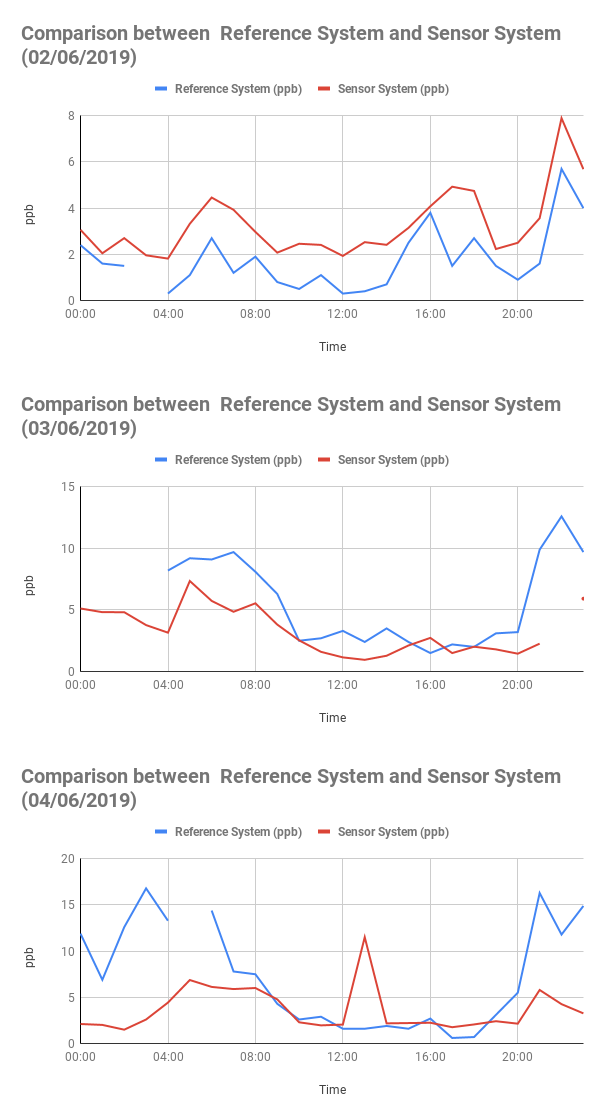 Comparison between  Reference System and Sensor System
(02/06/2019)
Reference System (ppb) Sensor System (ppb)
8
6
4
2
0
ppb
00:00 04:00 08:00 12:00 16:00 20:00
Time
Comparison between  Reference System and Sensor System
(03/06/2019)
Reference System (ppb) Sensor System (ppb)
15
10
5
0
ppb
00:00 04:00 08:00 12:00 16:00 20:00
Time
Comparison between  Reference System and Sensor System
(04/06/2019)
Reference System (ppb) Sensor System (ppb)
20
15
10
5
0
ppb
00:00 04:00 08:00 12:00 16:00 20:00
Time